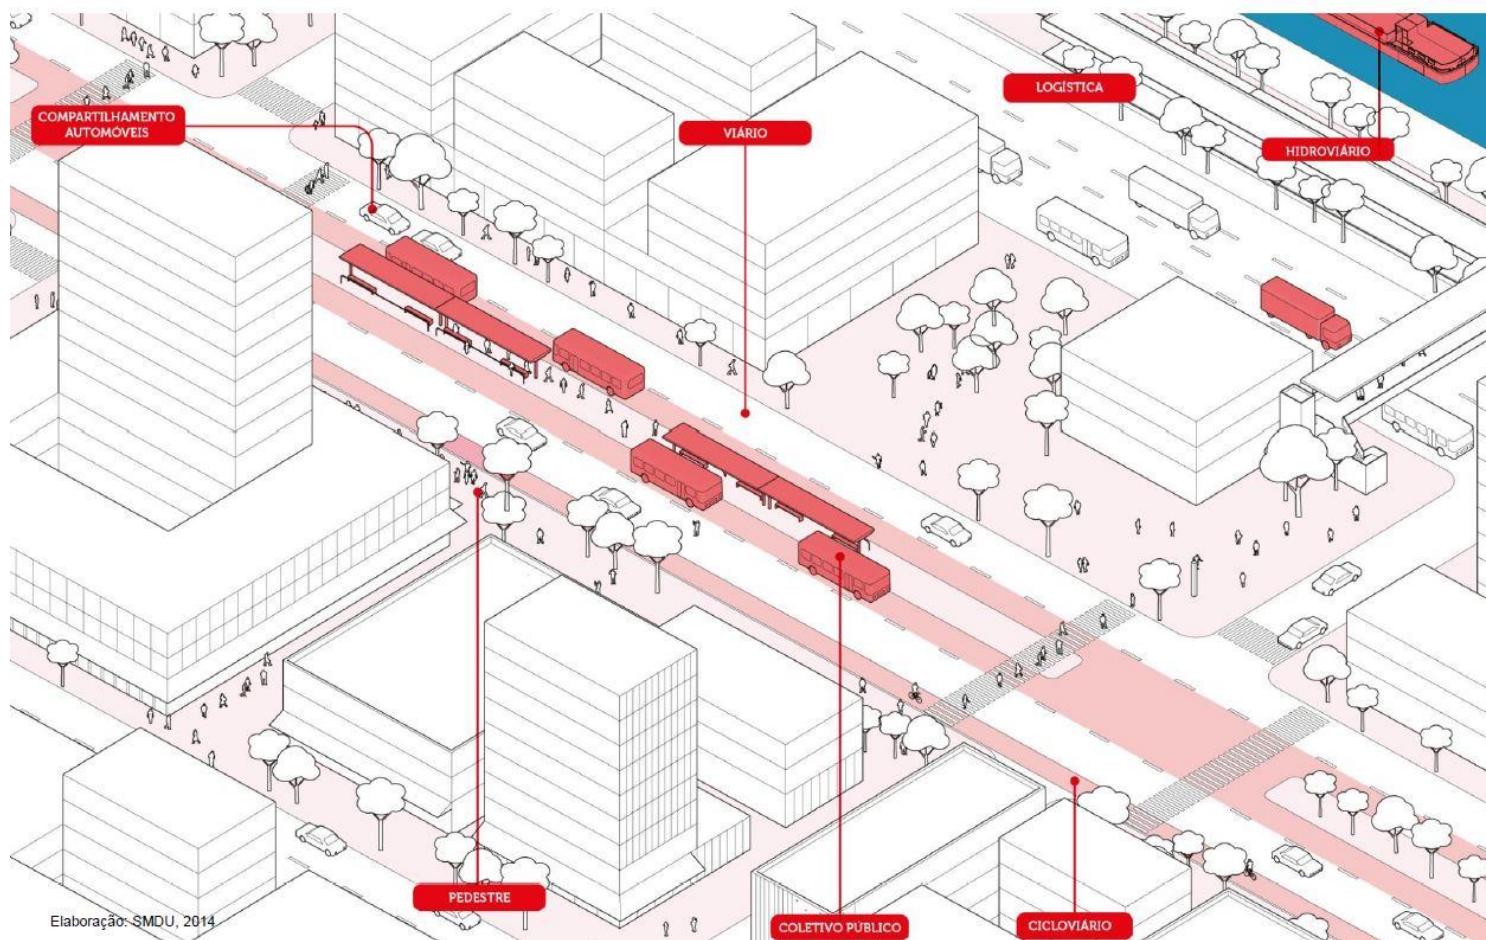 LOGÍSTICA
COMPARTILHAMENTO
AUTOMÓVEIS
VIÁRIO
HIDROVIÁRIO
PEDESTRE
Elaboração: SMDU, 2014
COLETIVO PÚBLICO
CICLOVIÁRIO